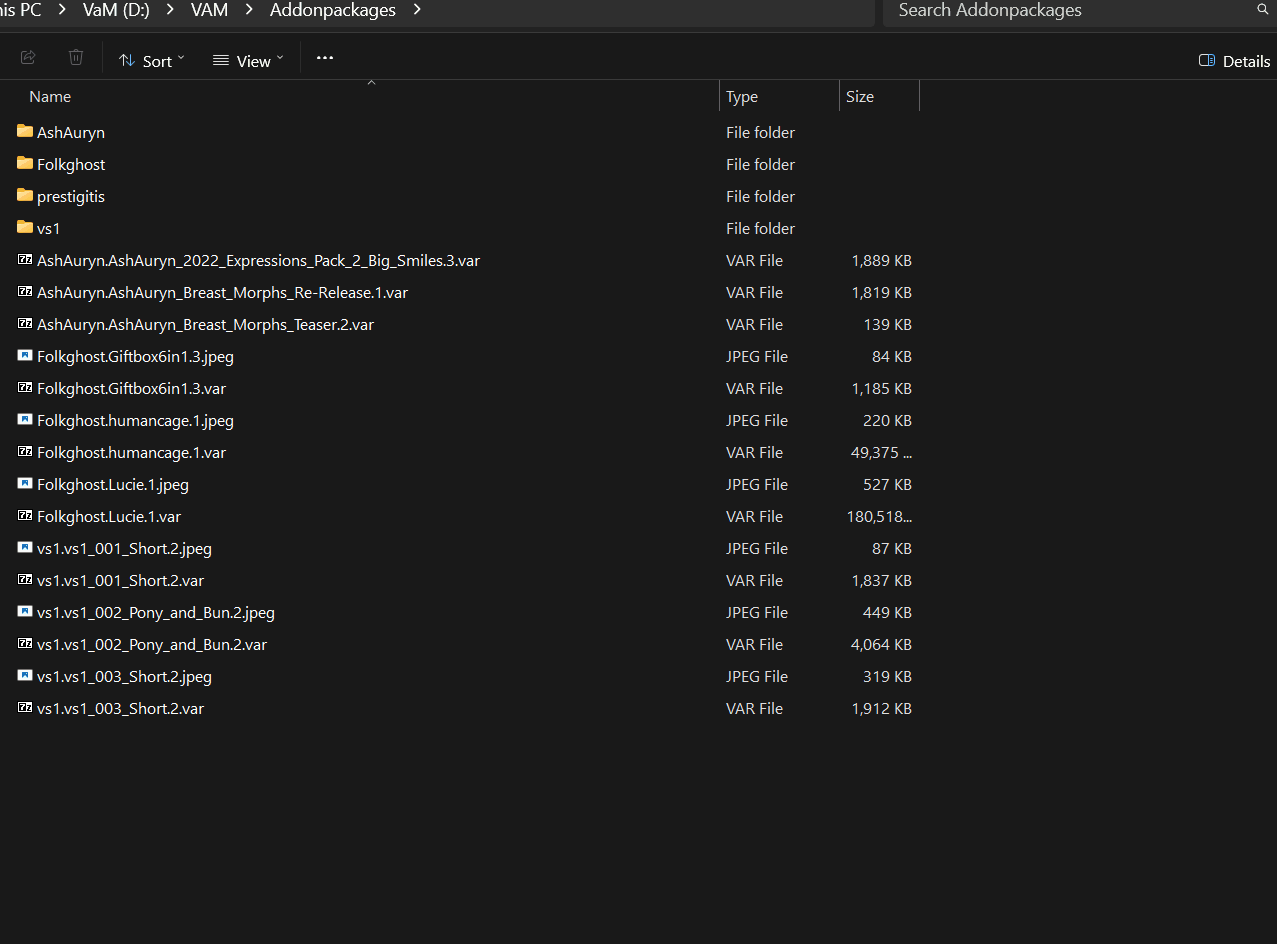 his PC > VaM (D:) > VAM > Addonpackages > Search Addonpackages
Sort View ... Details
Name Type Size
AshAuryn File folder
Folkghost File folder
prestigitis File folder
vs1 File folder
AshAuryn.AshAuryn_2022_Expressions_Pack_2_Big_Smiles.3.var VAR File 1,889 KB
AshAuryn.AshAuryn_Breast_Morphs_Re-Release.1.var VAR File 1,819 KB
AshAuryn.AshAuryn_Breast_Morphs_Teaser.2.var VAR File 139 KB
Folkghost.Giftbox6in1.3.jpeg JPEG File 84 KB
Folkghost.Giftbox6in1.3.var VAR File 1,185 KB
Folkghost.humancage.1.jpeg JPEG File 220 KB
Folkghost.humancage.1.var VAR File 49,375 ...
Folkghost.Lucie.1.jpeg JPEG File 527 KB
Folkghost.Lucie.1.var VAR File 180,518...
vs1.vs1_001_Short.2.jpeg JPEG File 87 KB
vs1.vs1_001_Short.2.var VAR File 1,837 KB
vs1.vs1_002_Pony_and_Bun.2.jpeg JPEG File 449 KB
vs1.vs1_002_Pony_and_Bun.2.var VAR File 4,064 KB
vs1.vs1_003_Short.2.jpeg JPEG File 319 KB
vs1.vs1_003_Short.2.var VAR File 1,912 KB